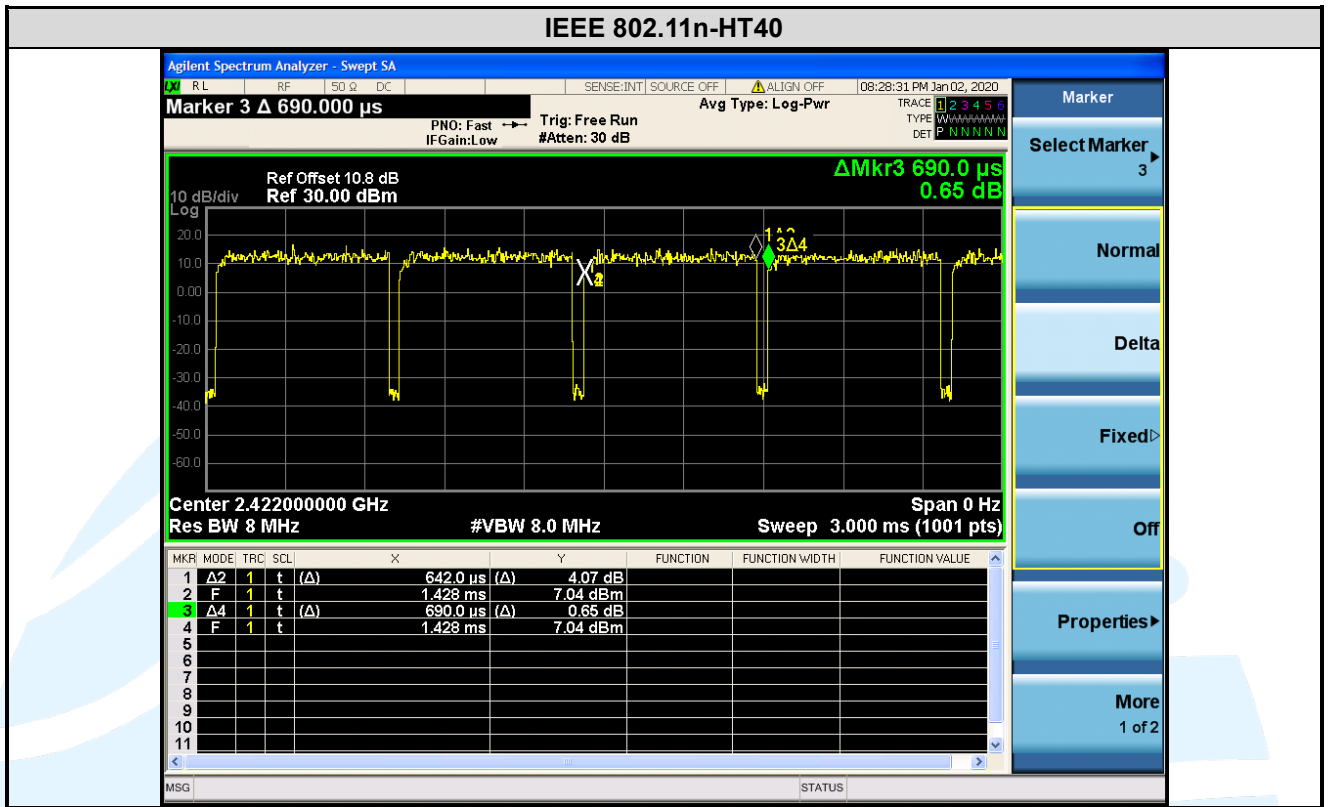 IEEE 802.11n-HT40
Agilent Spectrum Analyzer - Swept SA
LXI RL RF 50 Ω DC SENSE:INT SOURCE OFF ⚠ ALIGN OFF 08:28:31 PM Jan 02, 2020
Marker 3 Δ 690.000 µs
PNO: Fast
IFGain:Low
Trig: Free Run
#Atten: 30 dB
Avg Type: Log-Pwr
TRACE 1 2 3 4 5 6
TYPE WWWWWW
DET P N N N N N
Marker
Select Marker
3
Normal
Delta
Fixed
Off
Properties
More
1 of 2
ΔMkr3 690.0 µs
0.65 dB
Ref Offset 10.8 dB
10 dB/div Ref 30.00 dBm
Log
20.0
10.0
0.00
-10.0
-20.0
-30.0
-40.0
-50.0
-60.0
3Δ4
Center 2.422000000 GHz Span 0 Hz
Res BW 8 MHz #VBW 8.0 MHz Sweep 3.000 ms (1001 pts)
MKR MODE TRC SCL X Y FUNCTION FUNCTION WIDTH FUNCTION VALUE
1 Δ2 1 t (Δ) 642.0 µs (Δ) 4.07 dB
2 F 1 t 1.428 ms 7.04 dBm
3 Δ4 1 t (Δ) 690.0 µs (Δ) 0.65 dB
4 F 1 t 1.428 ms 7.04 dBm
5
6
7
8
9
10
11
MSG STATUS